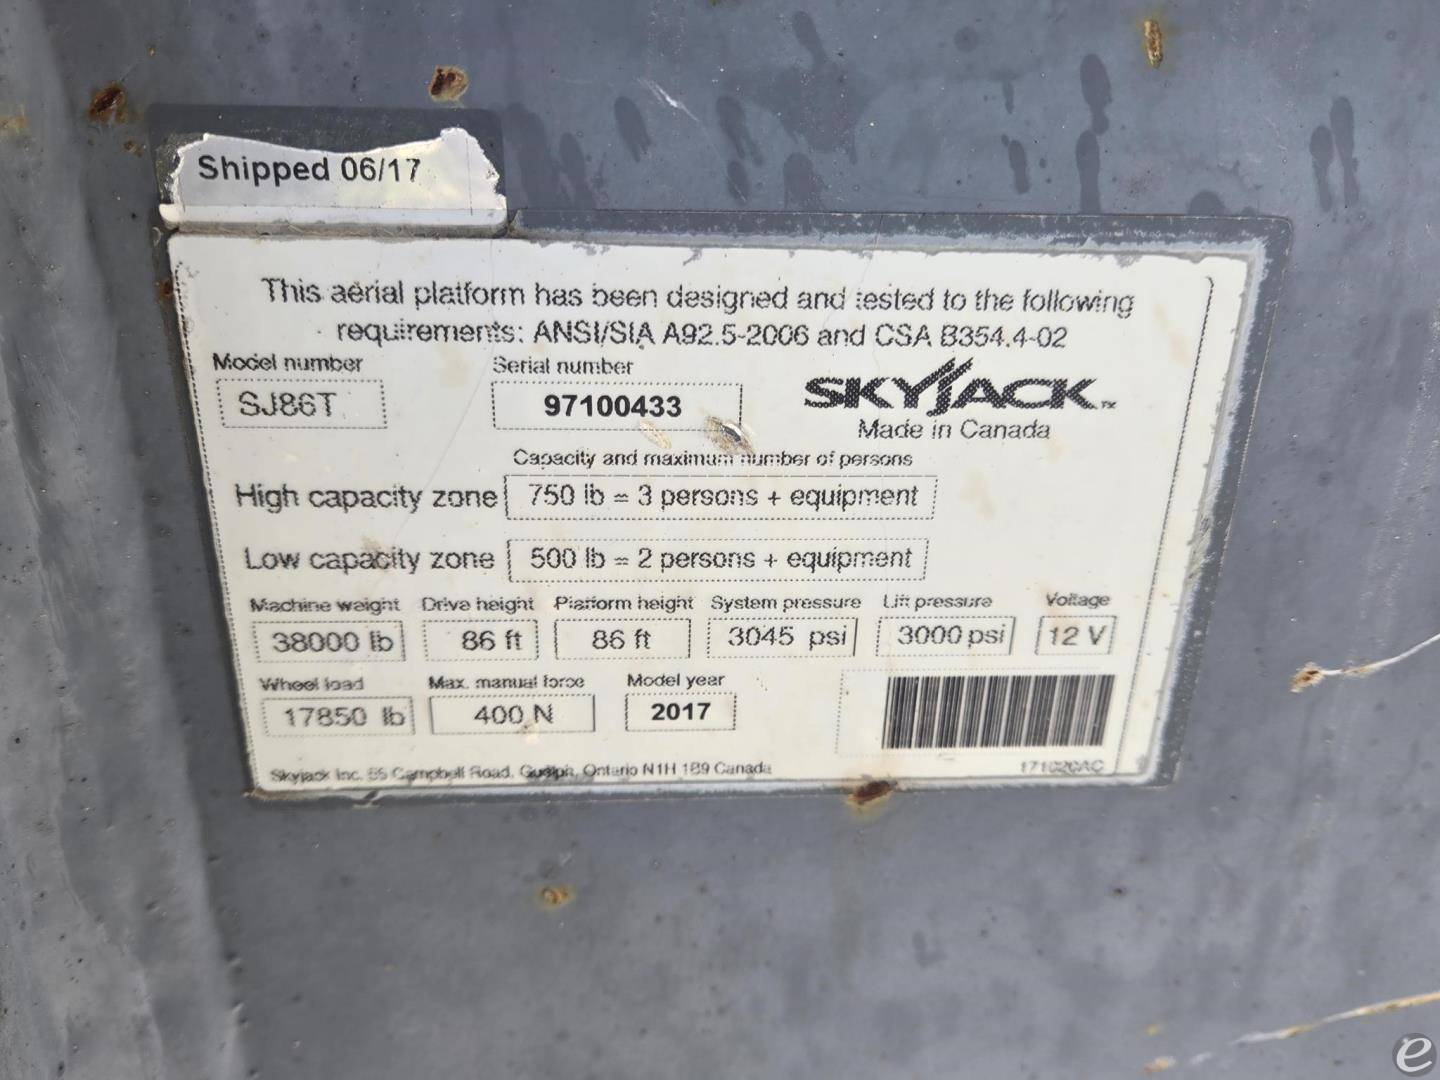 Shipped 06/17
This aerial platform has been designed and tested to the following
requirements: ANSI/SIA A92.5-2006 and CSA B354.4-02
Model number Serial number
SJ86T 97100433 SKYJACK™
Made in Canada
Capacity and maximum number of persons
High capacity zone 750 lb = 3 persons + equipment
Low capacity zone 500 lb = 2 persons + equipment
Machine weight Drive height Platform height System pressure Lift pressure Voltage
38000 lb 86 ft 86 ft 3045 psi 3000 psi 12 V
Wheel load Max. manual force Model year
17850 lb 400 N 2017
Skyjack Inc. 55 Campbell Road, Guelph, Ontario N1H 1B9 Canada
171020AC
e